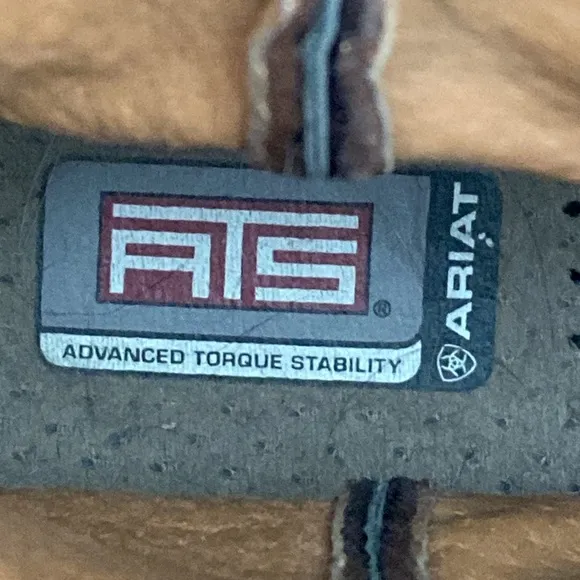 ATS®
ADVANCED TORQUE STABILITY
ARIAT